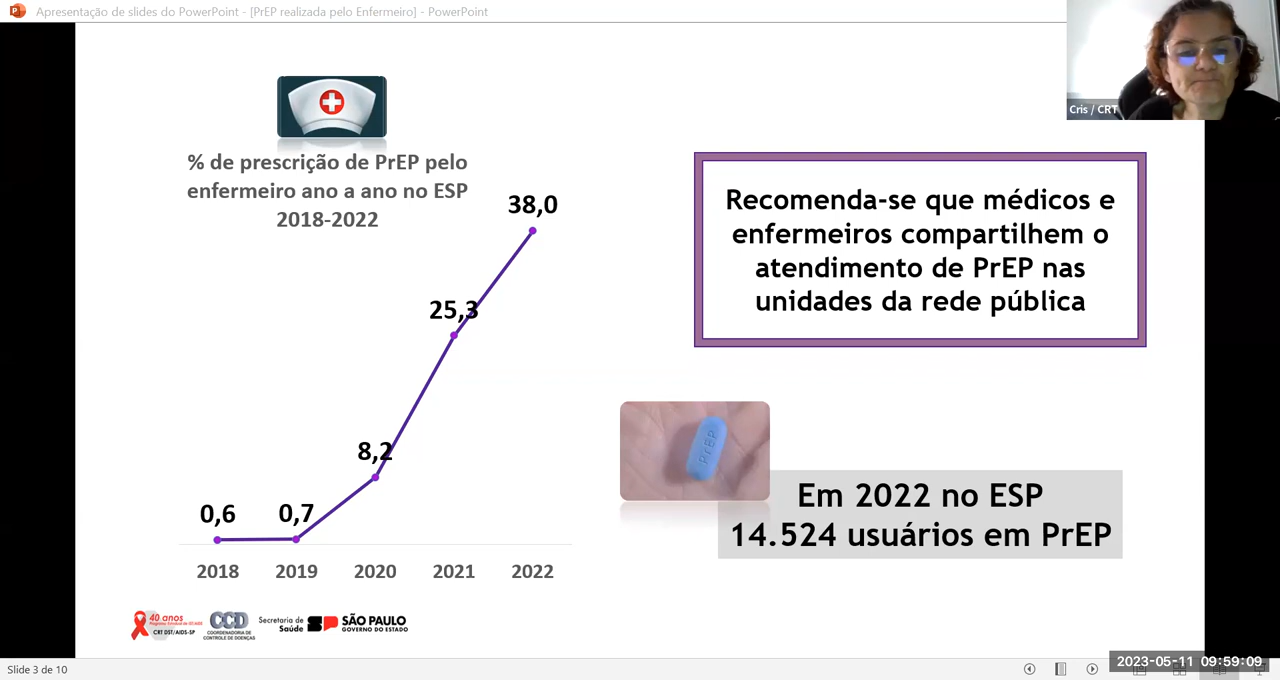 Apresentação de slides do PowerPoint - [PrEP realizada pelo Enfermeiro] - PowerPoint
Cris / CRT
% de prescrição de PrEP pelo
enfermeiro ano a ano no ESP
2018-2022
38,0
25,3
8,2
0,6
0,7
2018 2019 2020 2021 2022
Recomenda-se que médicos e
enfermeiros compartilhem o
atendimento de PrEP nas
unidades da rede pública
PrEP
Em 2022 no ESP
14.524 usuários em PrEP
40 anos
CRT DST/AIDS-SP
CCD
COORDENADORIA DE
CONTROLE DE DOENÇAS
Secretaria de
Saúde
SÃO PAULO
GOVERNO DO ESTADO
Slide 3 de 10
2023-05-11 09:59:09